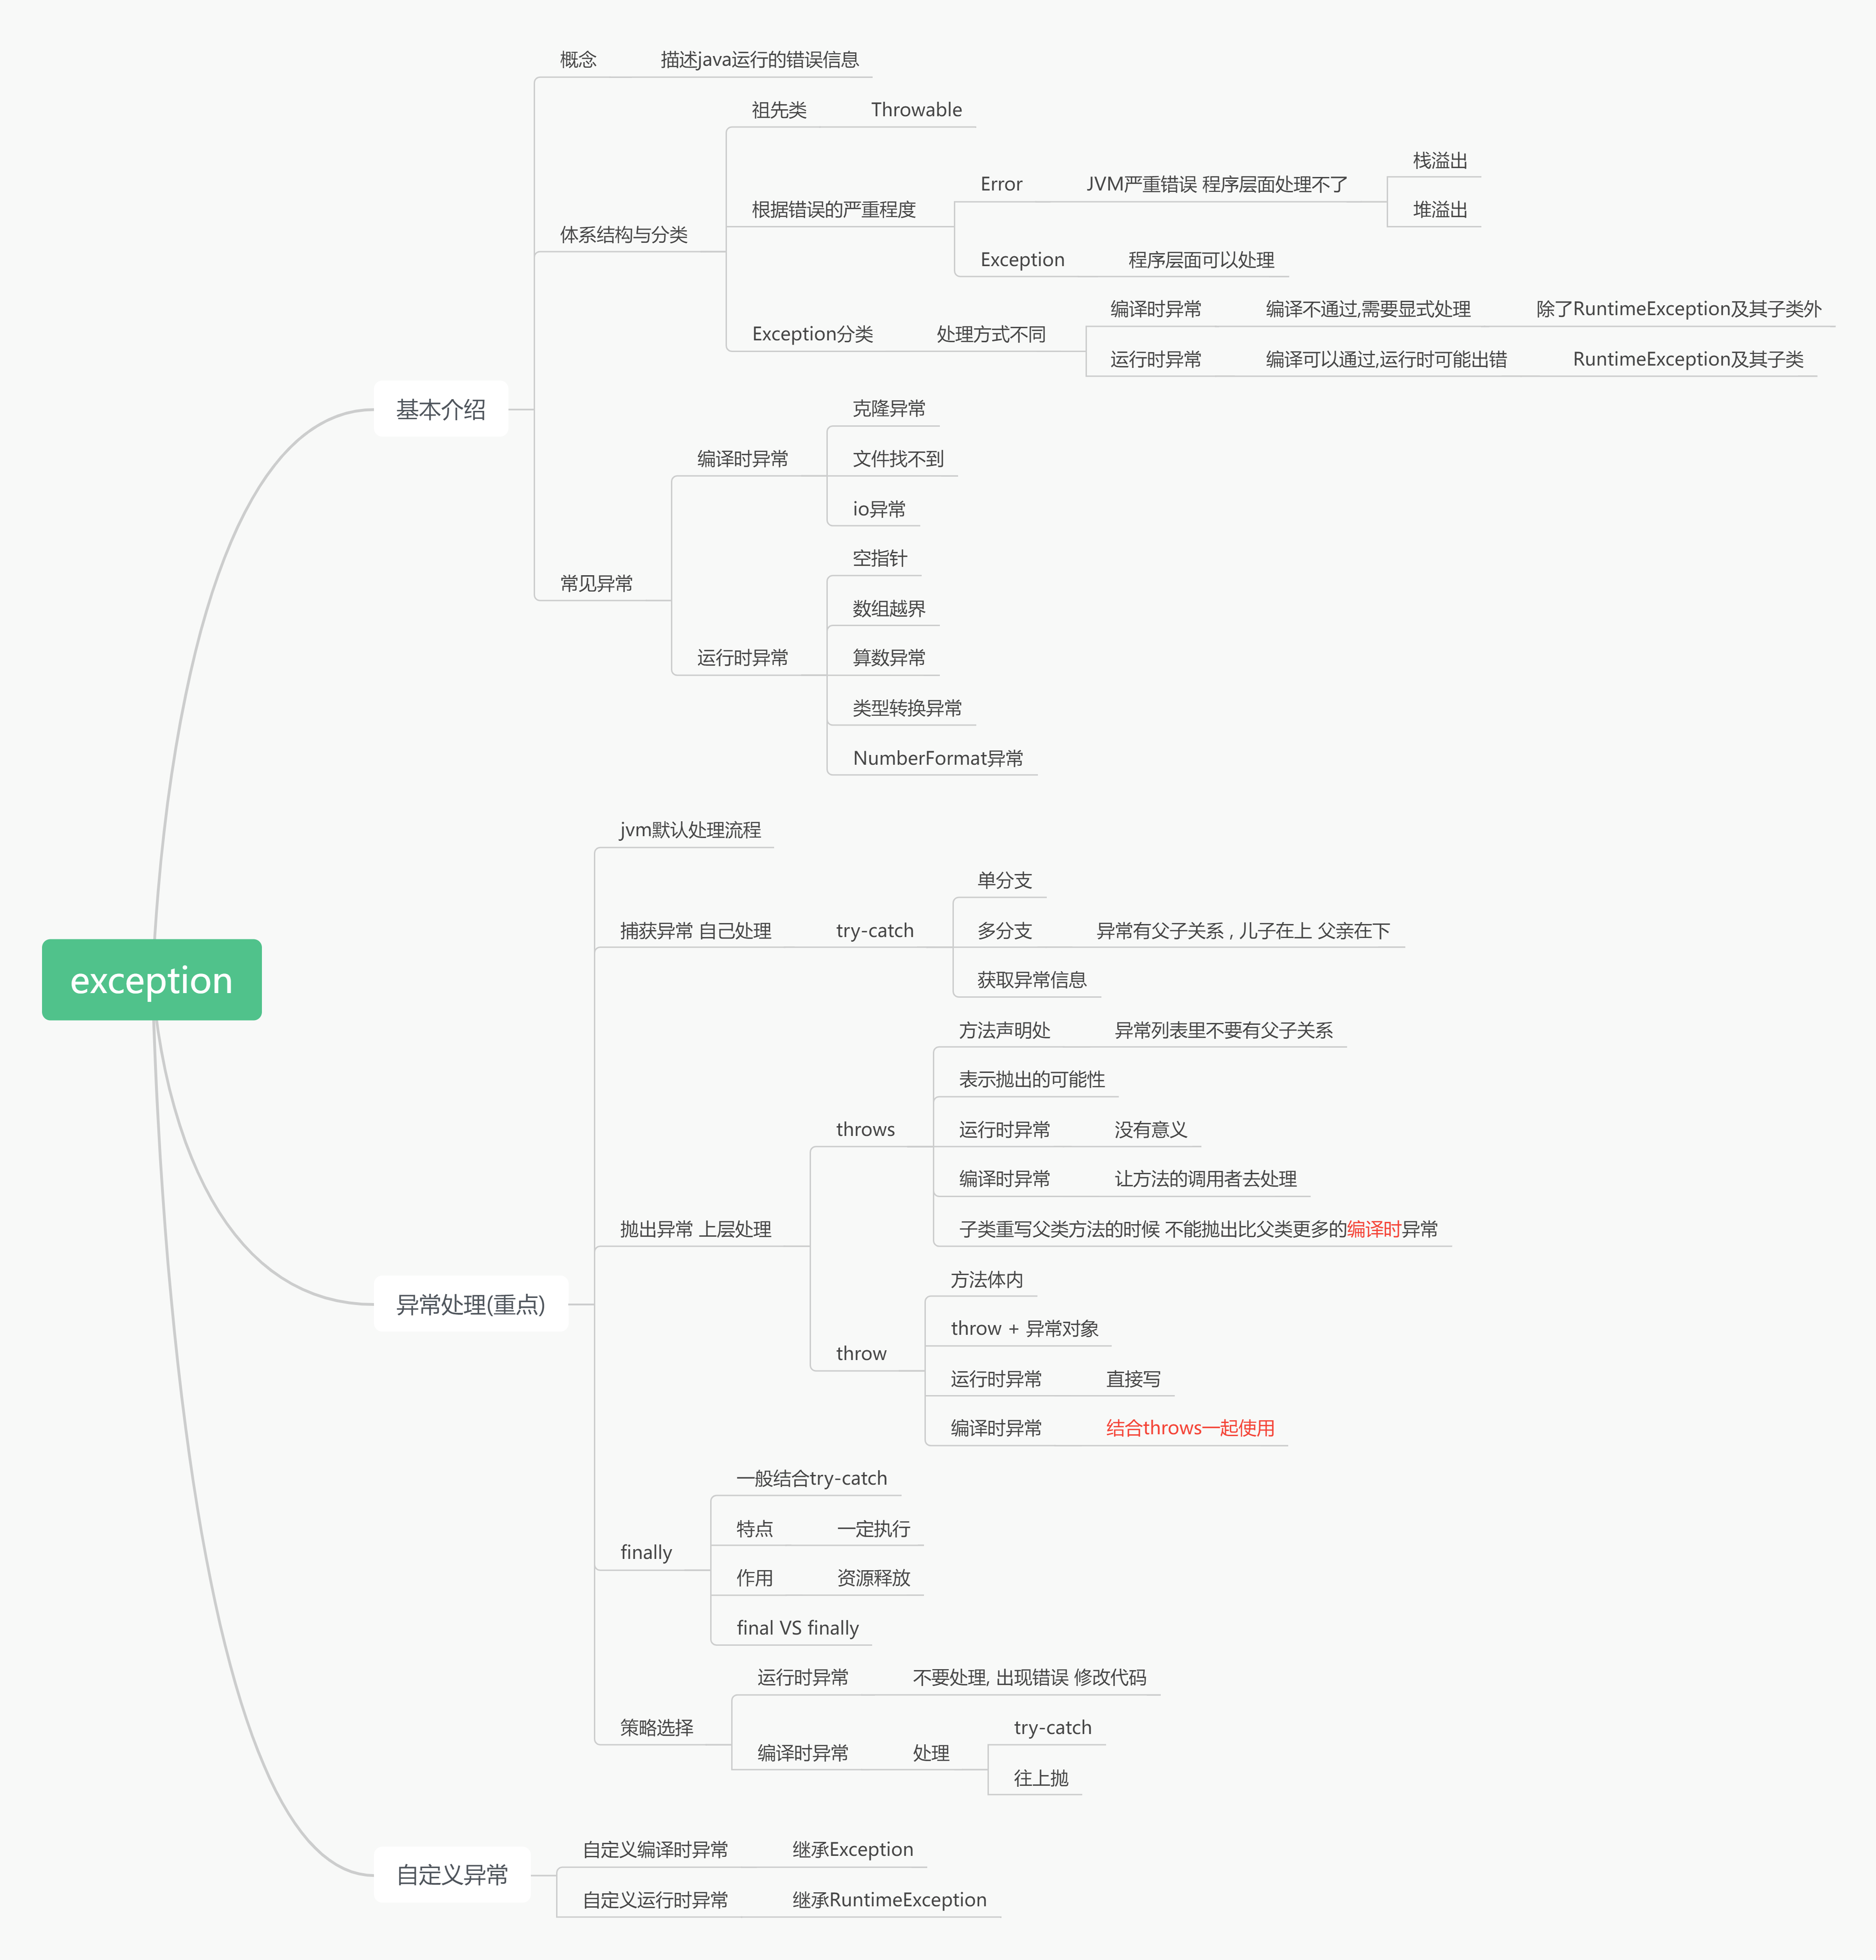 exception
基本介绍
概念
描述java运行的错误信息
体系结构与分类
祖先类
Throwable
根据错误的严重程度
Error
JVM严重错误 程序层面处理不了
栈溢出
堆溢出
Exception
程序层面可以处理
Exception分类
处理方式不同
编译时异常
编译不通过,需要显式处理
除了RuntimeException及其子类外
运行时异常
编译可以通过,运行时可能出错
RuntimeException及其子类
常见异常
编译时异常
克隆异常
文件找不到
io异常
运行时异常
空指针
数组越界
算数异常
类型转换异常
NumberFormat异常
异常处理(重点)
jvm默认处理流程
捕获异常 自己处理
try-catch
单分支
多分支
异常有父子关系 , 儿子在上 父亲在下
获取异常信息
抛出异常 上层处理
throws
方法声明处
异常列表里不要有父子关系
表示抛出的可能性
运行时异常
没有意义
编译时异常
让方法的调用者去处理
子类重写父类方法的时候 不能抛出比父类更多的编译时异常
throw
方法体内
throw + 异常对象
运行时异常
直接写
编译时异常
结合throws一起使用
finally
一般结合try-catch
特点
一定执行
作用
资源释放
final VS finally
策略选择
运行时异常
不要处理, 出现错误 修改代码
编译时异常
处理
try-catch
往上抛
自定义异常
自定义编译时异常
继承Exception
自定义运行时异常
继承RuntimeException